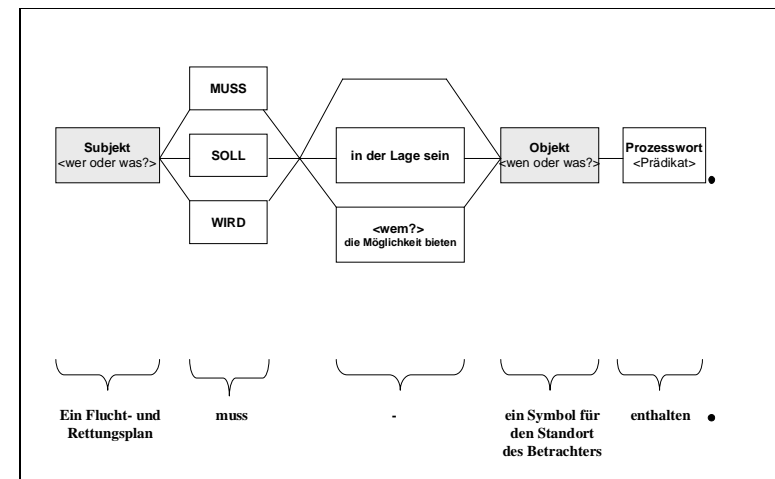 MUSS
Subjekt
<wer oder was?>
SOLL
in der Lage sein
Objekt
<wen oder was?>
Prozesswort
<Prädikat>
.
WIRD
<wem?>
die Möglichkeit bieten
Ein Flucht- und
Rettungsplan
muss
-
ein Symbol für
den Standort
des Betrachters
enthalten
.